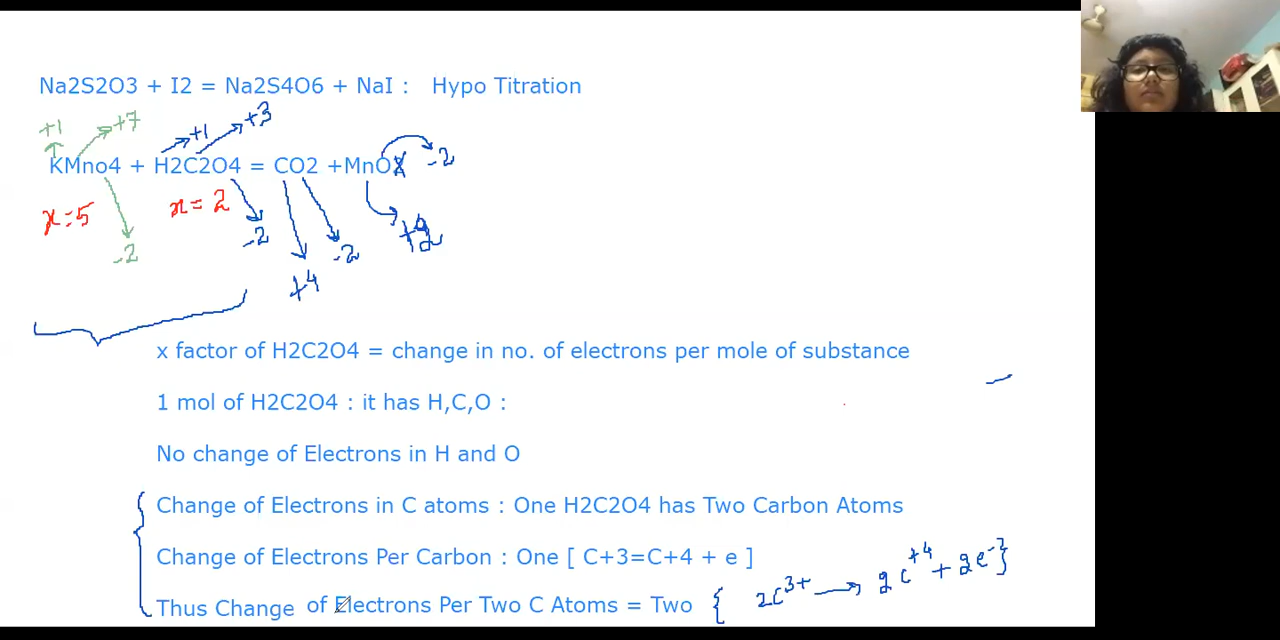 Na2S2O3 + I2 = Na2S4O6 + NaI : Hypo Titration
+1 +7 +1 +3
KMno4 + H2C2O4 = CO2 +MnO -2
x=5 x=2
-2 -2 +4 -2 +2
x factor of H2C2O4 = change in no. of electrons per mole of substance
1 mol of H2C2O4 : it has H,C,O :
No change of Electrons in H and O
Change of Electrons in C atoms : One H2C2O4 has Two Carbon Atoms
Change of Electrons Per Carbon : One [ C+3=C+4 + e ]
Thus Change of Electrons Per Two C Atoms = Two { 2C3+ → 2C+4 + 2e- }